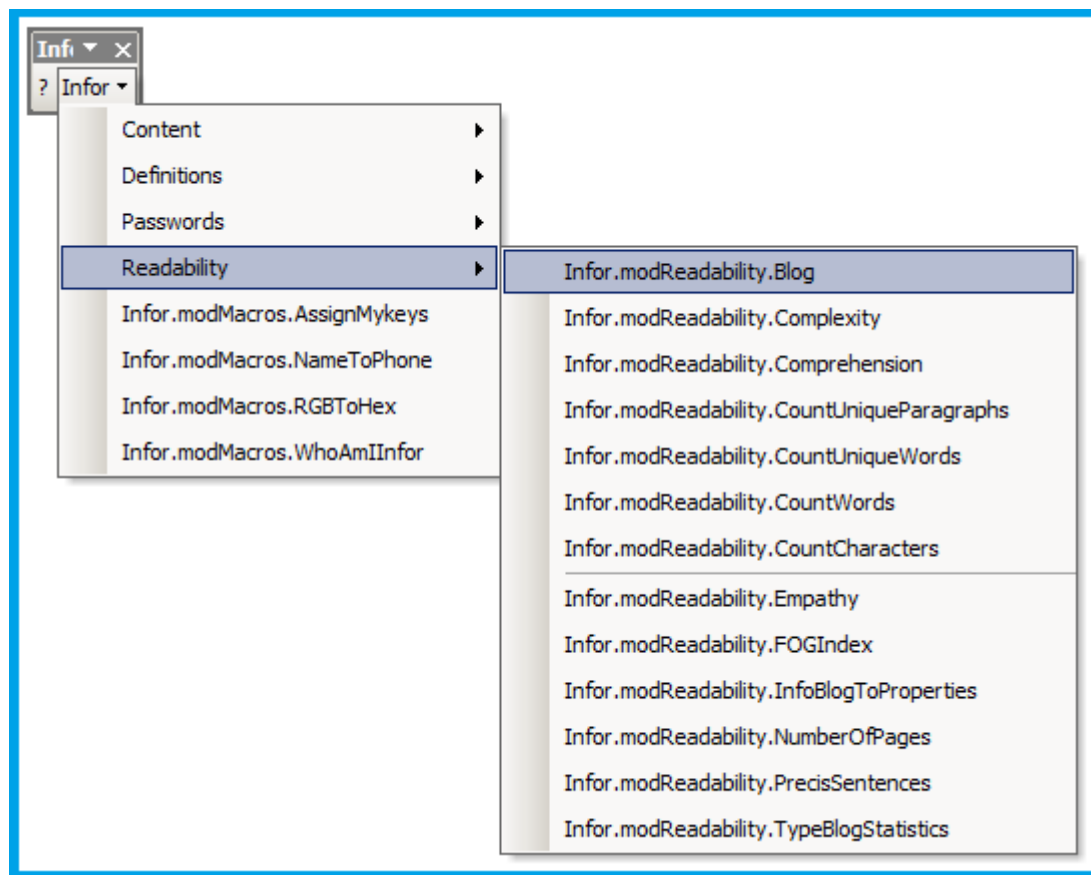 Info
? Infor
Content
Definitions
Passwords
Readability
Infor.modMacros.AssignMykeys
Infor.modMacros.NameToPhone
Infor.modMacros.RGBToHex
Infor.modMacros.WhoAmIInfor
Infor.modReadability.Blog
Infor.modReadability.Complexity
Infor.modReadability.Comprehension
Infor.modReadability.CountUniqueParagraphs
Infor.modReadability.CountUniqueWords
Infor.modReadability.CountWords
Infor.modReadability.CountCharacters
Infor.modReadability.Empathy
Infor.modReadability.FOGIndex
Infor.modReadability.InfoBlogToProperties
Infor.modReadability.NumberOfPages
Infor.modReadability.PrecisSentences
Infor.modReadability.TypeBlogStatistics